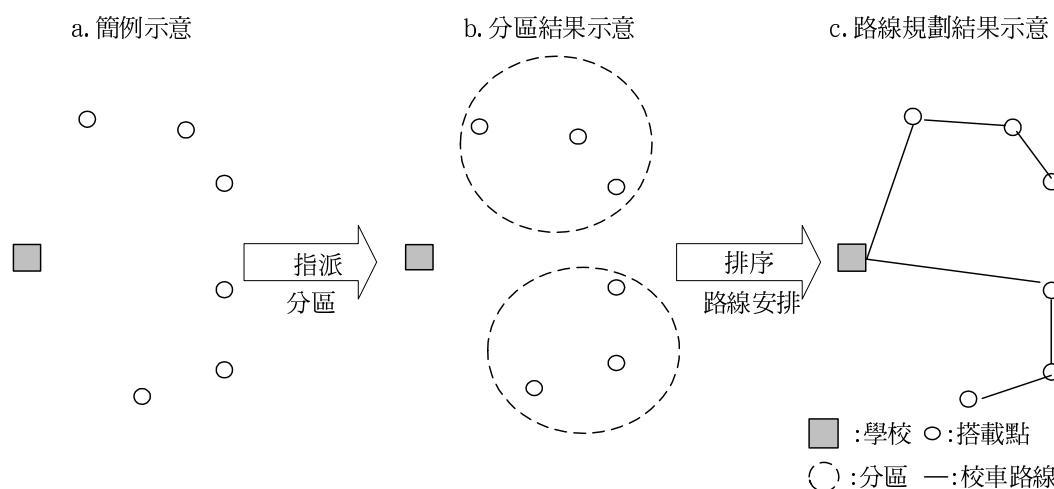 a.簡例示意
b.分區結果示意
c.路線規劃結果示意
指派
分區
排序
路線安排
:學校
:搭載點
:分區
:校車路線